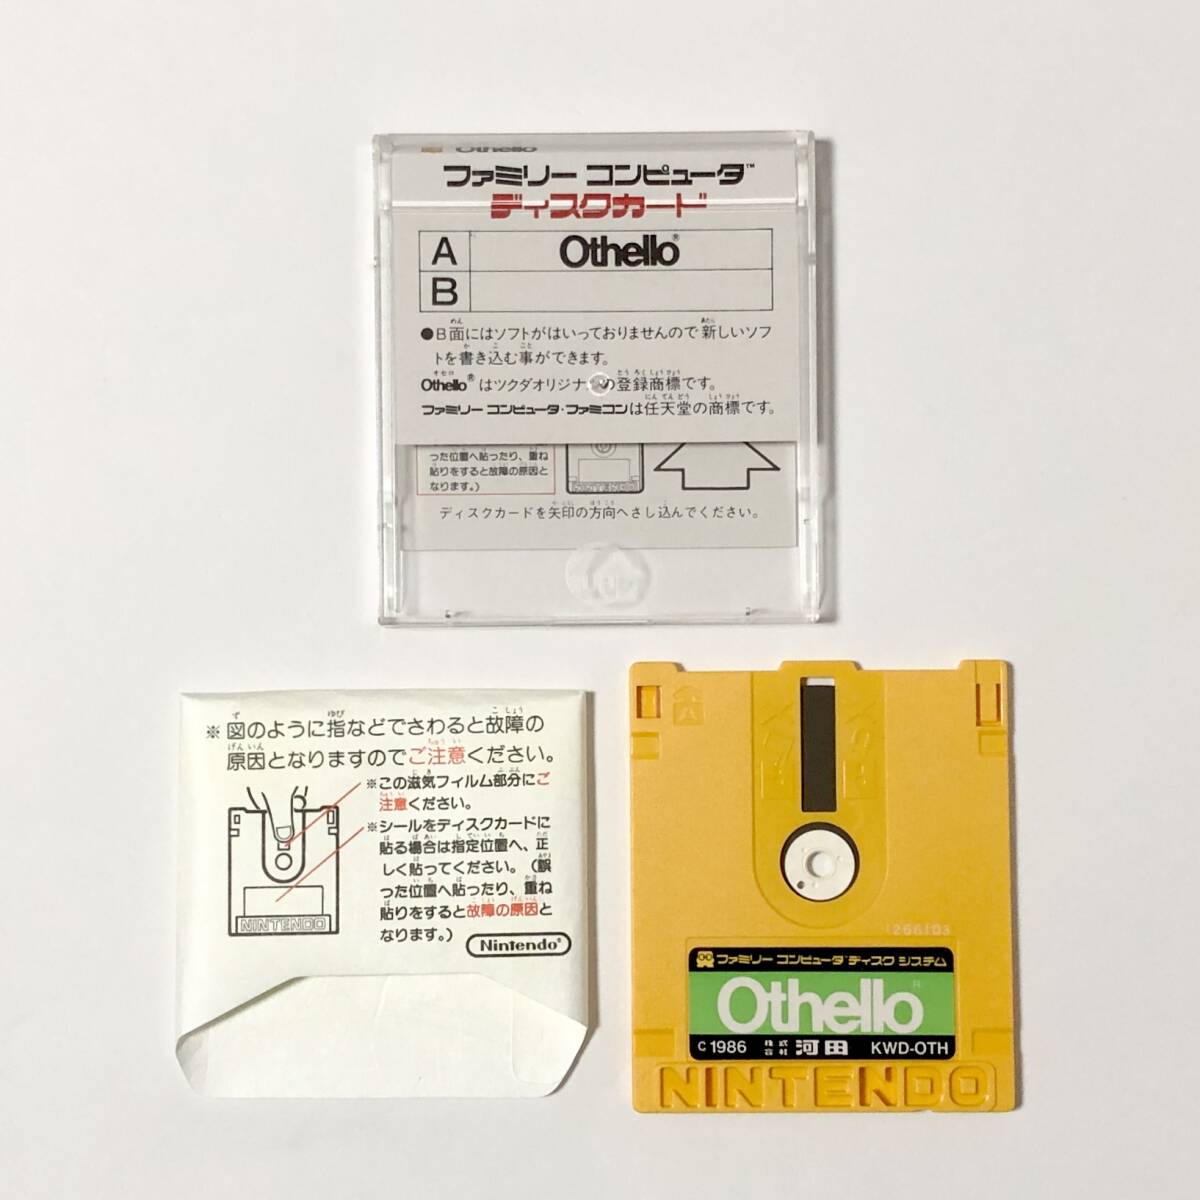 Othello
ファミリー コンピュータ™
ディスクカード
A Othello®
B
●B面にはソフトがはいっておりませんので新しいソフ
トを書き込む事ができます。
Othello®はツクダオリジナルの登録商標です。
ファミリー コンピュータ・ファミコンは任天堂の商標です。
った位置へ貼ったり、重ね
貼りをすると故障の原因と
なります。)
ディスクカードを矢印の方向へさし込んでください。
※図のように指などでさわると故障の
原因となりますのでご注意ください。
※この滋気フィルム部分にご
注意ください。
※シールをディスクカードに
貼る場合は指定位置へ、正
しく貼ってください。(誤
った位置へ貼ったり、重ね
貼りをすると故障の原因と
なります。)
NINTENDO
Nintendo®
1266103
ファミリー コンピュータ ディスク システム
Othello®
C 1986 株式会社 河田 KWD-OTH
NINTENDO